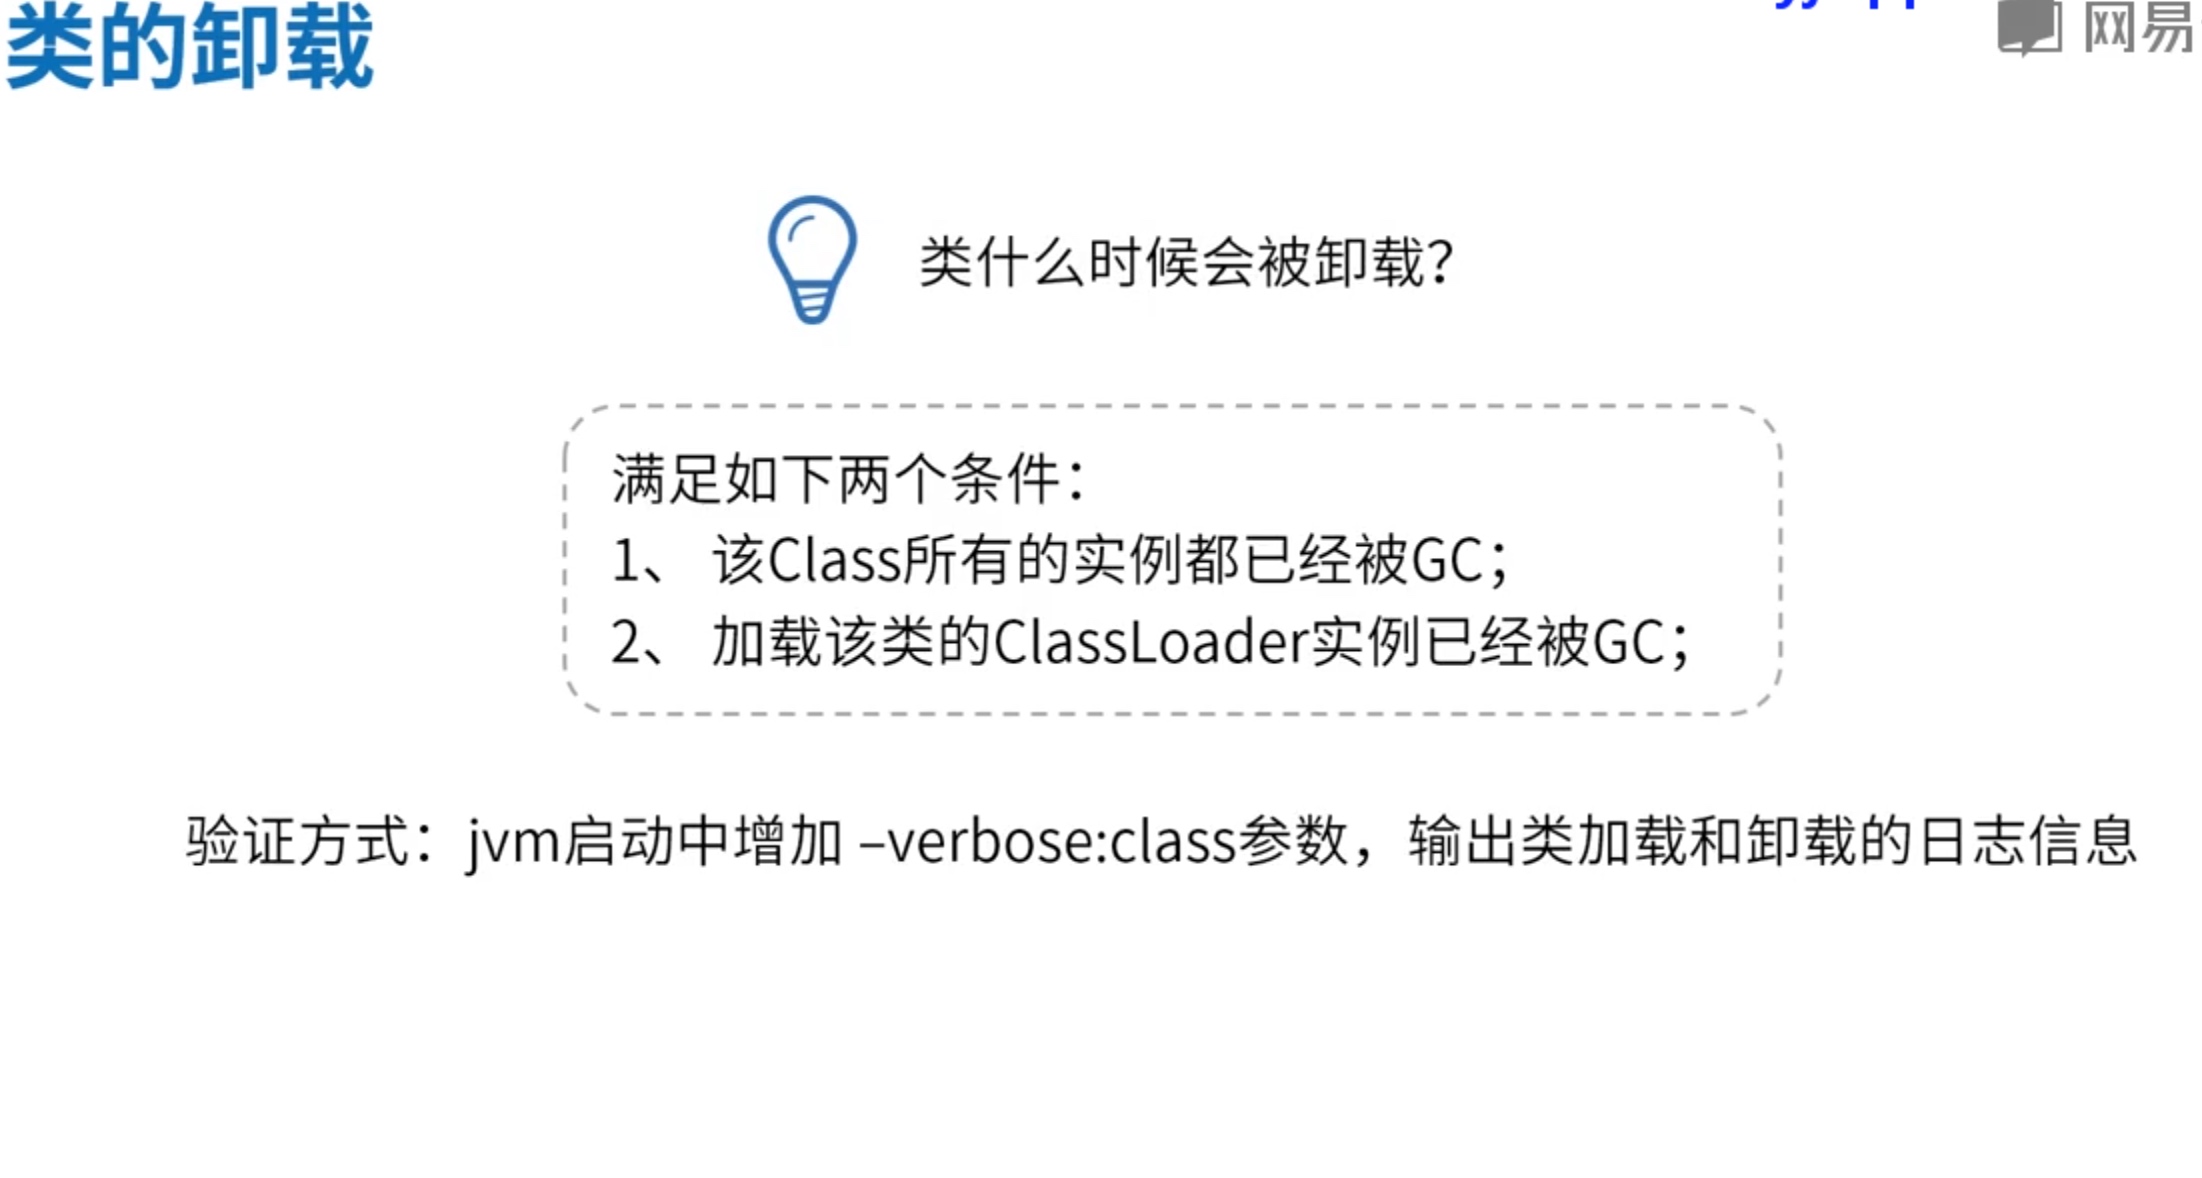 类的卸载
网易
类什么时候会被卸载？
满足如下两个条件：
1、 该Class所有的实例都已经被GC；
2、 加载该类的ClassLoader实例已经被GC；
验证方式：jvm启动中增加 –verbose:class参数，输出类加载和卸载的日志信息